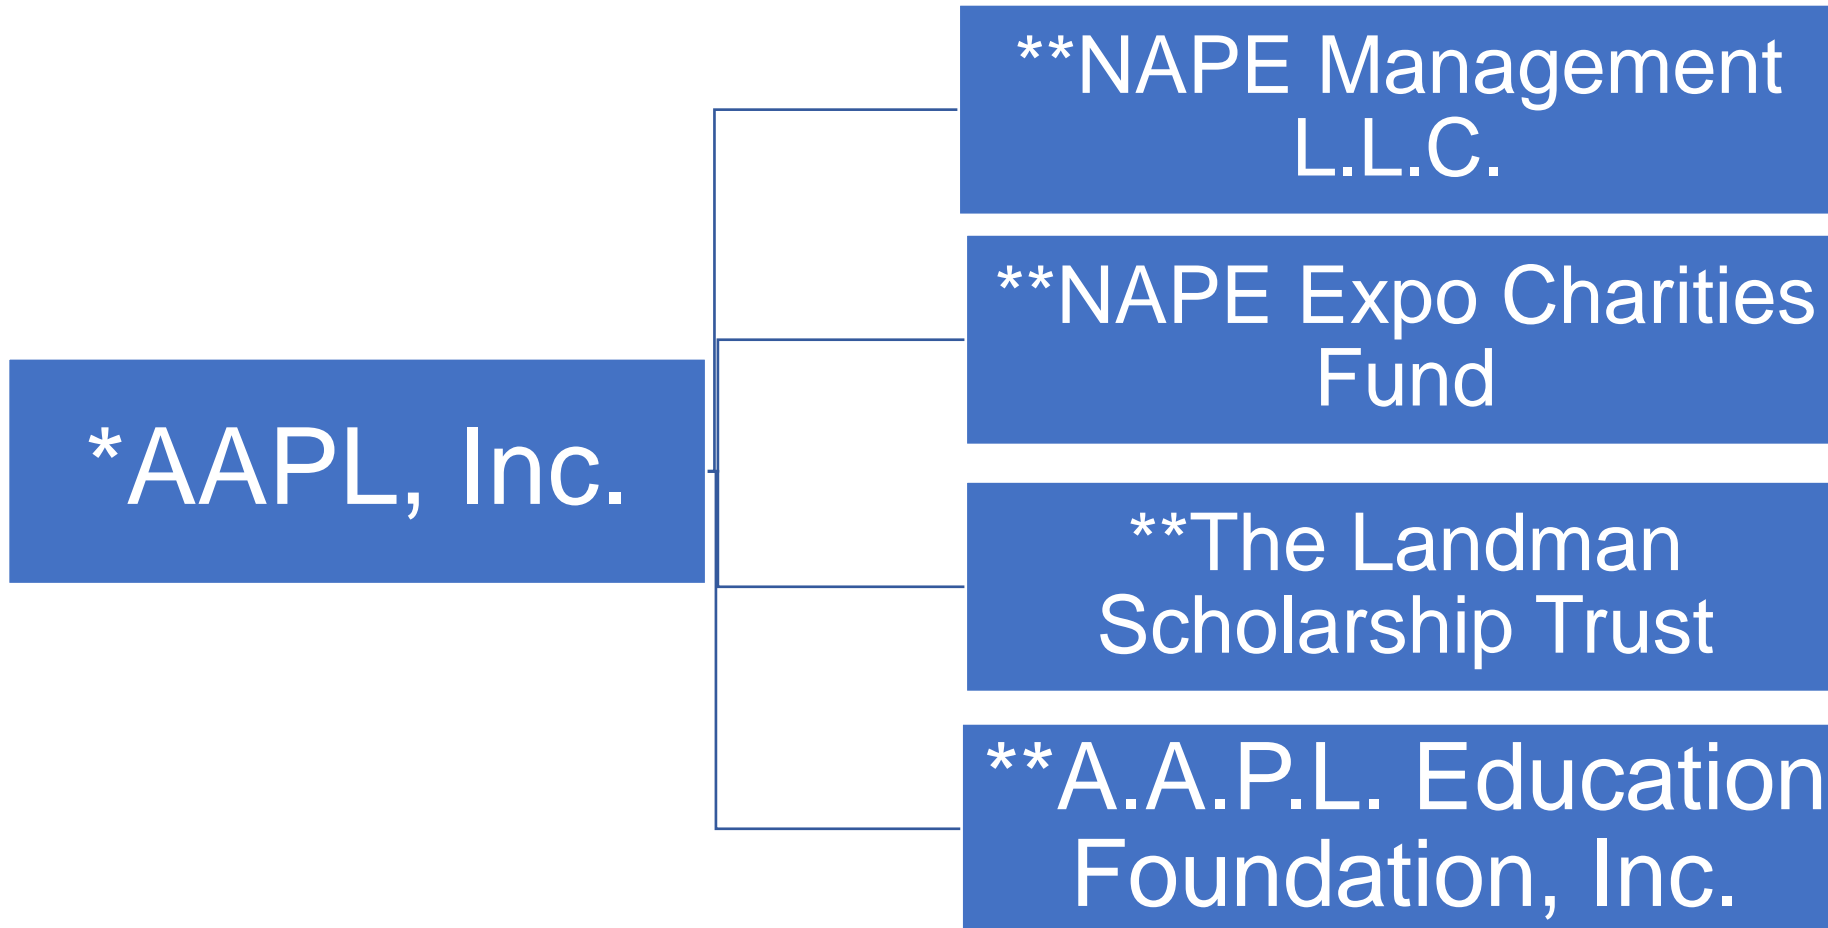 *AAPL, Inc.
**NAPE Management
L.L.C.
**NAPE Expo Charities
Fund
**The Landman
Scholarship Trust
**A.A.P.L. Education
Foundation, Inc.